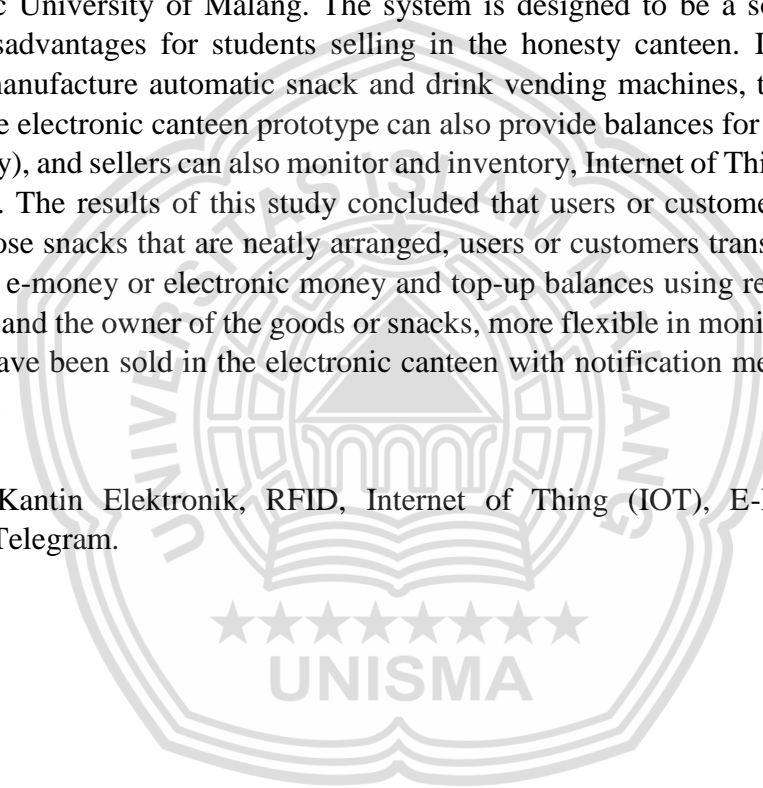 c University of Malang. The system is designed to be a so
sadvantages for students selling in the honesty canteen. I
nanufacture automatic snack and drink vending machines, t
e electronic canteen prototype can also provide balances for
y), and sellers can also monitor and inventory, Internet of Thi
. The results of this study concluded that users or custome
ose snacks that are neatly arranged, users or customers trans
e-money or electronic money and top-up balances using re
and the owner of the goods or snacks, more flexible in moni
ave been sold in the electronic canteen with notification me
Kantin Elektronik, RFID, Internet of Thing (IOT), E-
Telegram.
UNIVERSITAS ISLAM MALANG
UNISMA